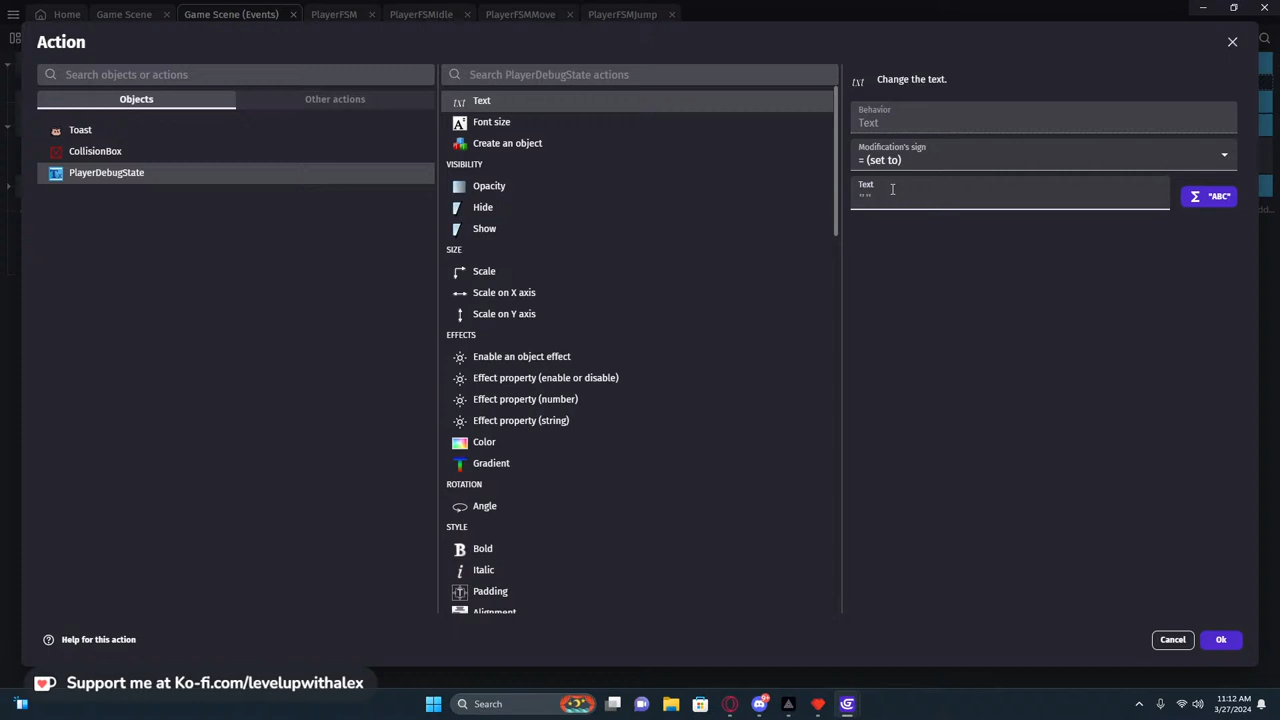 Home
Game Scene
Game Scene (Events)
PlayerFSM
PlayerFSMIdle
PlayerFSMMove
PlayerFSMJump
Action
Search objects or actions
Objects
Other actions
Toast
CollisionBox
PlayerDebugState
Search PlayerDebugState actions
Text
Font size
Create an object
VISIBILITY
Opacity
Hide
Show
SIZE
Scale
Scale on X axis
Scale on Y axis
EFFECTS
Enable an object effect
Effect property (enable or disable)
Effect property (number)
Effect property (string)
Color
Gradient
ROTATION
Angle
STYLE
Bold
Italic
Padding
Alignment
Change the text.
Behavior
Text
Modification's sign
= (set to)
Text
""
Σ "ABC"
Help for this action
Cancel
Ok
Support me at Ko-fi.com/levelupwithalex
Search
11:12 AM
3/27/2024